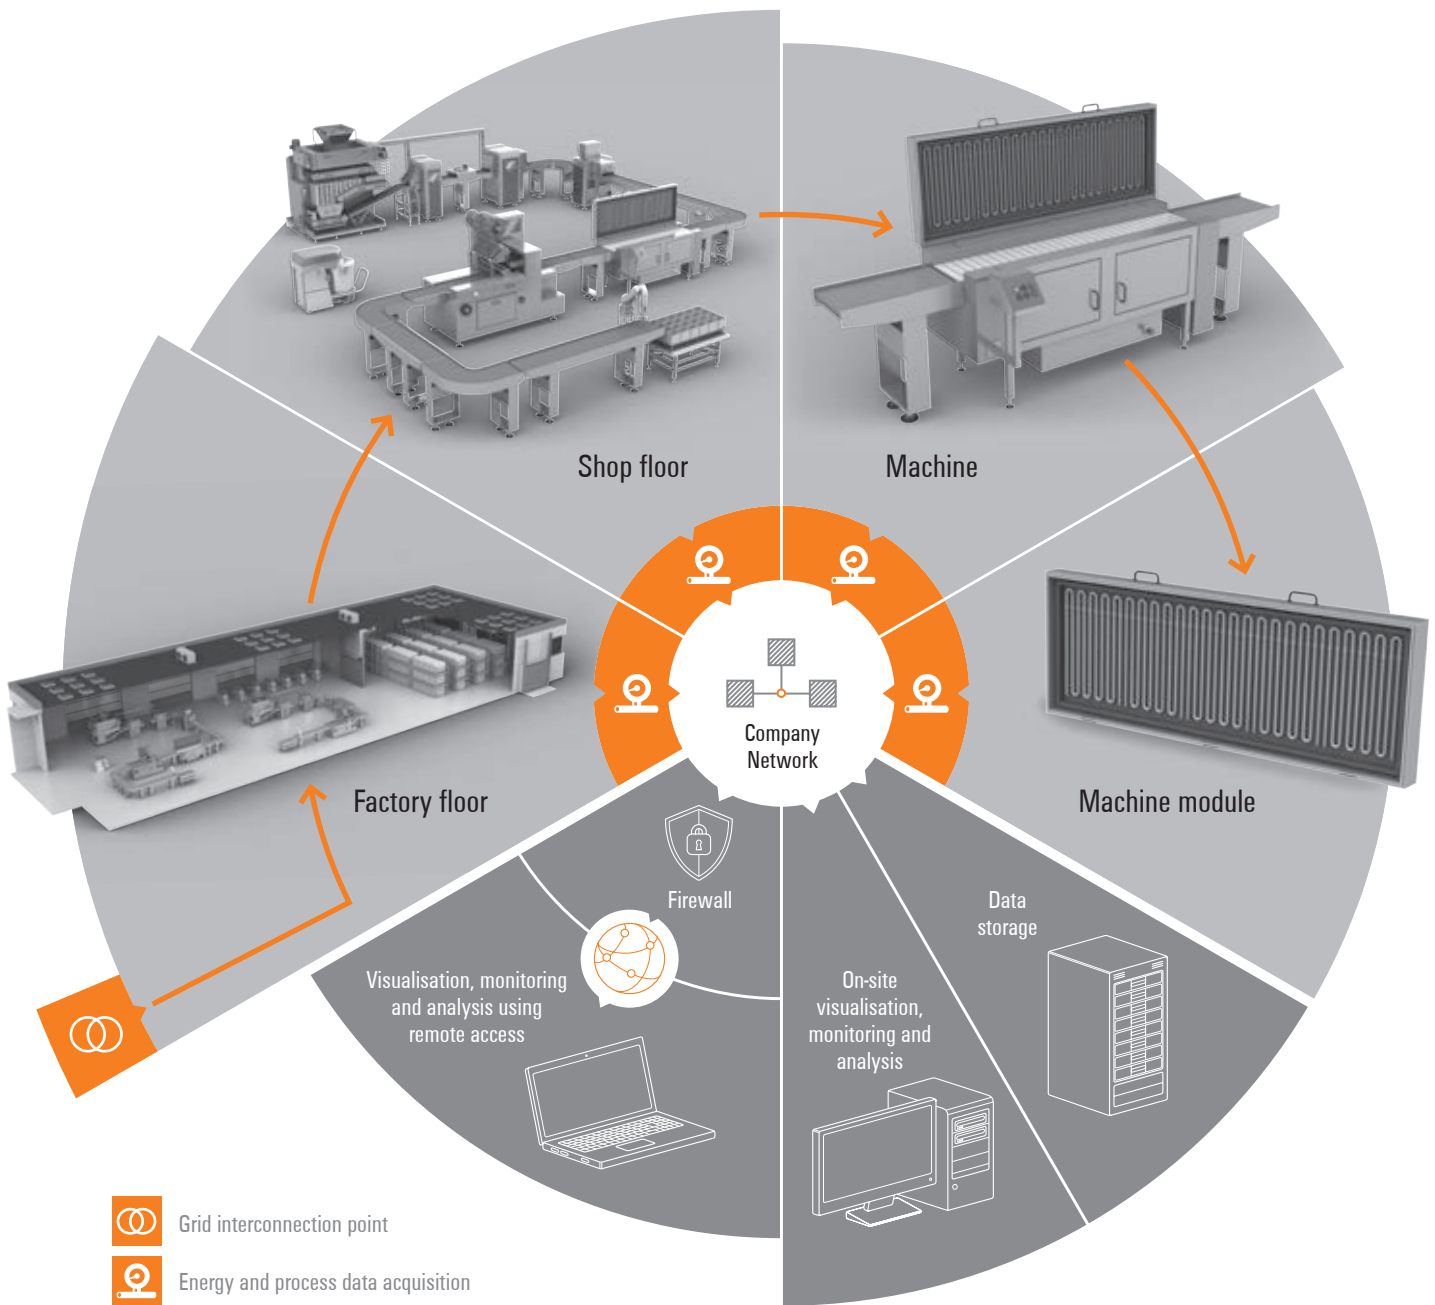 Shop floor
Machine
Company
Network
Factory floor
Machine module
Firewall
Data
storage
Visualisation, monitoring
and analysis using
remote access
On-site
visualisation,
monitoring and
analysis
Grid interconnection point
Energy and process data acquisition